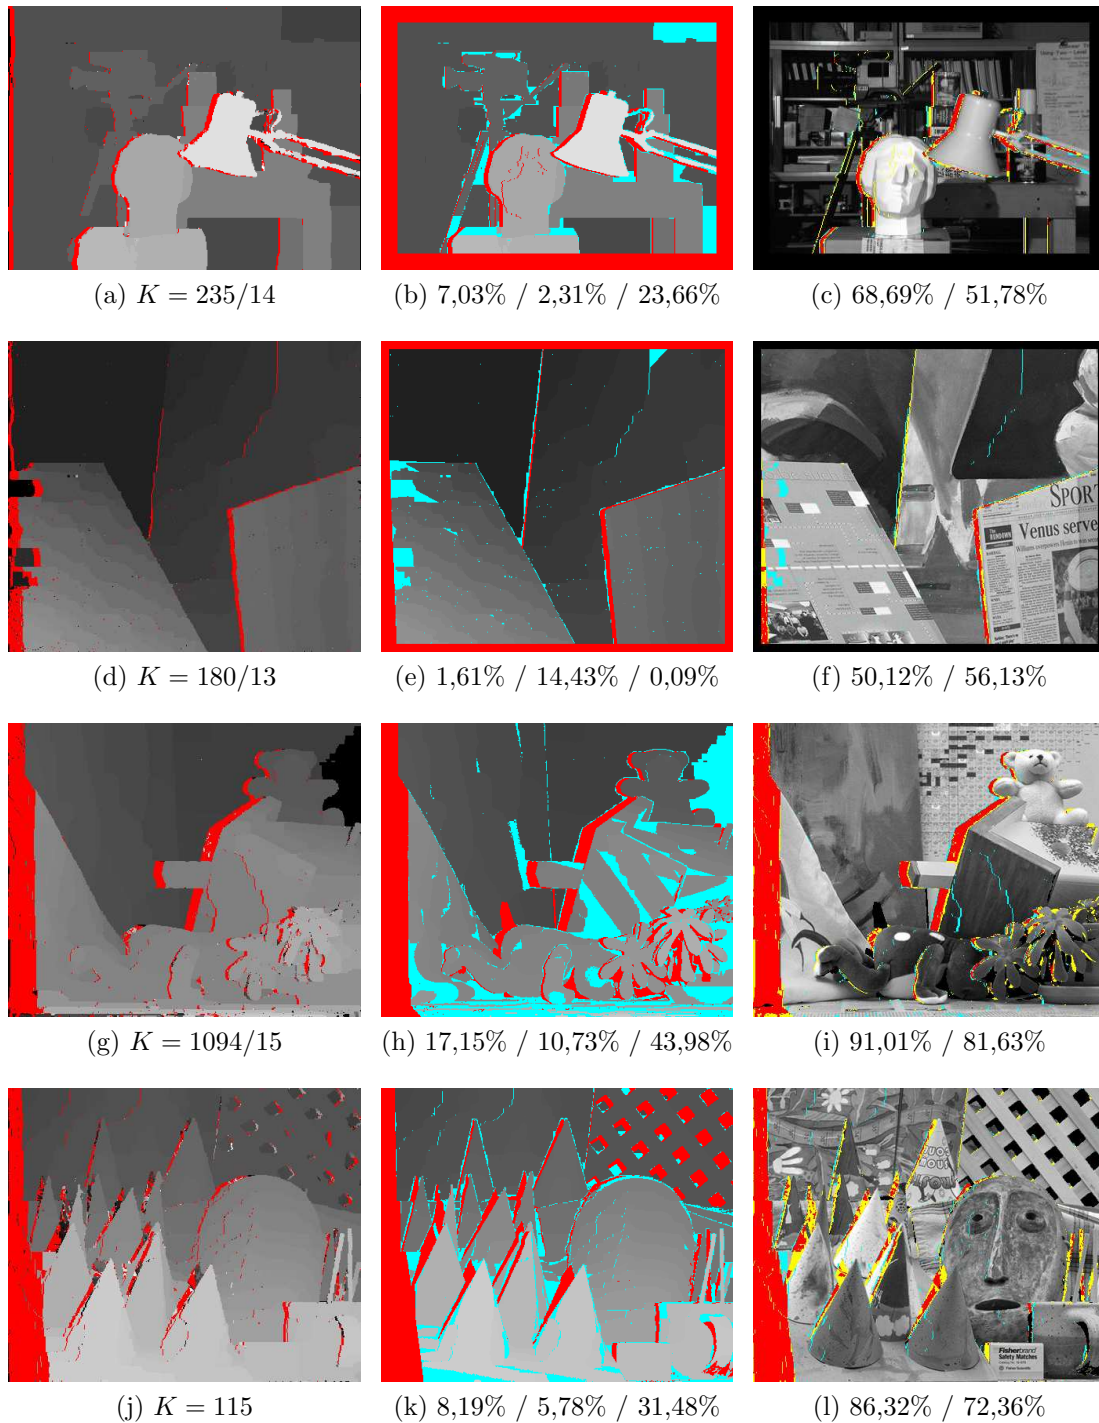 (a) K = 235/14
(b) 7,03% / 2,31% / 23,66%
(c) 68,69% / 51,78%
SPORT
Venus serve
(d) K = 180/13
(e) 1,61% / 14,43% / 0,09%
(f) 50,12% / 56,13%
(g) K = 1094/15
(h) 17,15% / 10,73% / 43,98%
(i) 91,01% / 81,63%
Fisherbrand
Safety Matches
(j) K = 115
(k) 8,19% / 5,78% / 31,48%
(l) 86,32% / 72,36%